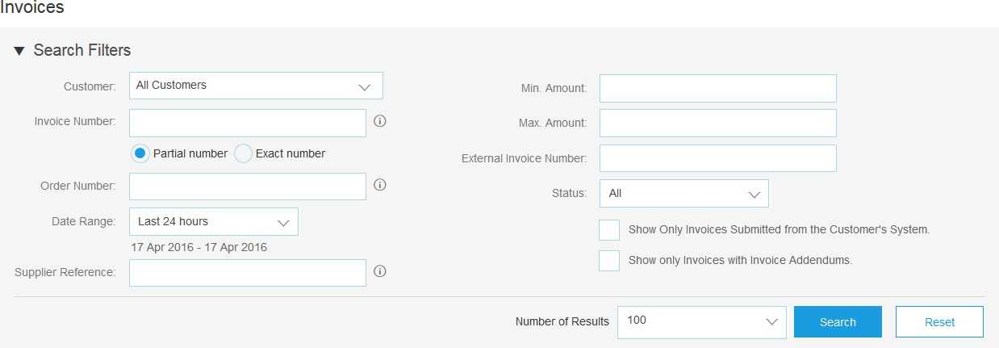 Invoices
▼ Search Filters
Customer: All Customers
Invoice Number:
Partial number Exact number
Order Number:
Date Range: Last 24 hours
17 Apr 2016 - 17 Apr 2016
Supplier Reference:
Min. Amount:
Max. Amount:
External Invoice Number:
Status: All
Show Only Invoices Submitted from the Customer's System.
Show only Invoices with Invoice Addendums.
Number of Results 100 Search Reset